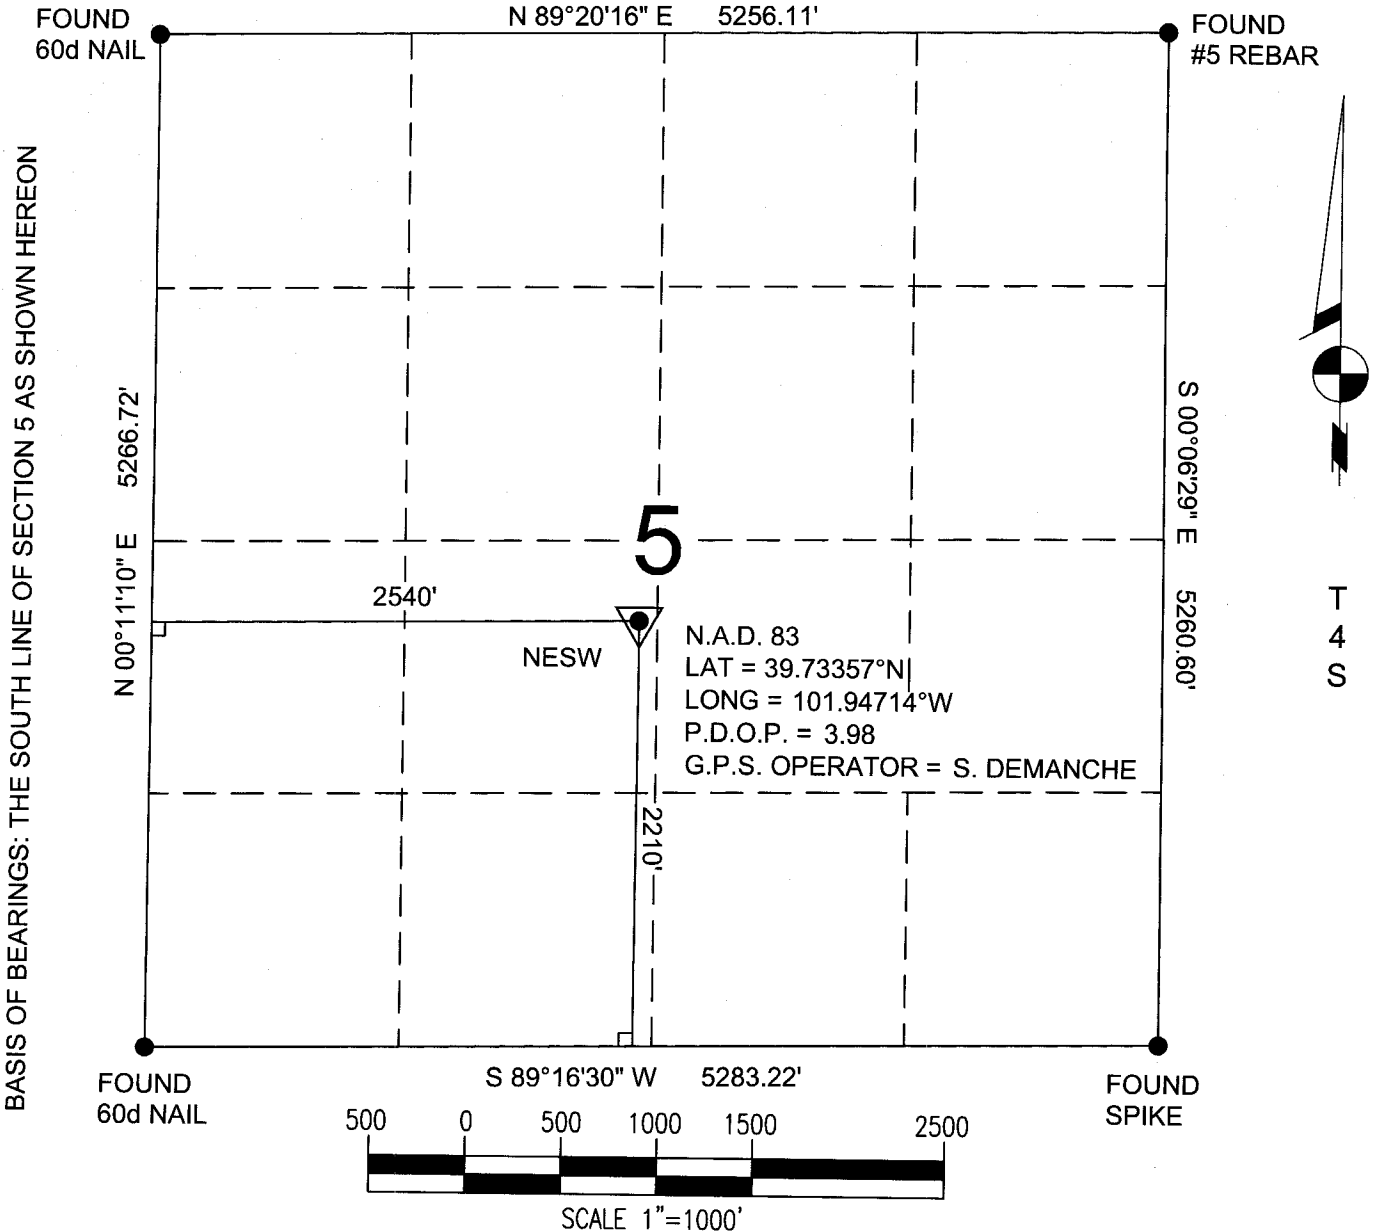 FOUND
60d NAIL
N 89°20'16" E 5256.11'
FOUND
#5 REBAR
BASIS OF BEARINGS: THE SOUTH LINE OF SECTION 5 AS SHOWN HEREON
N 00°11'10" E 5266.72'
S 00°06'29" E 5260.60'
N
5
T
4
S
2540'
NESW
N.A.D. 83
LAT = 39.73357°N
LONG = 101.94714°W
P.D.O.P. = 3.98
G.P.S. OPERATOR = S. DEMANCHE
2210'
S 89°16'30" W 5283.22'
FOUND
60d NAIL
FOUND
SPIKE
500 0 500 1000 1500 2500
SCALE 1"=1000'